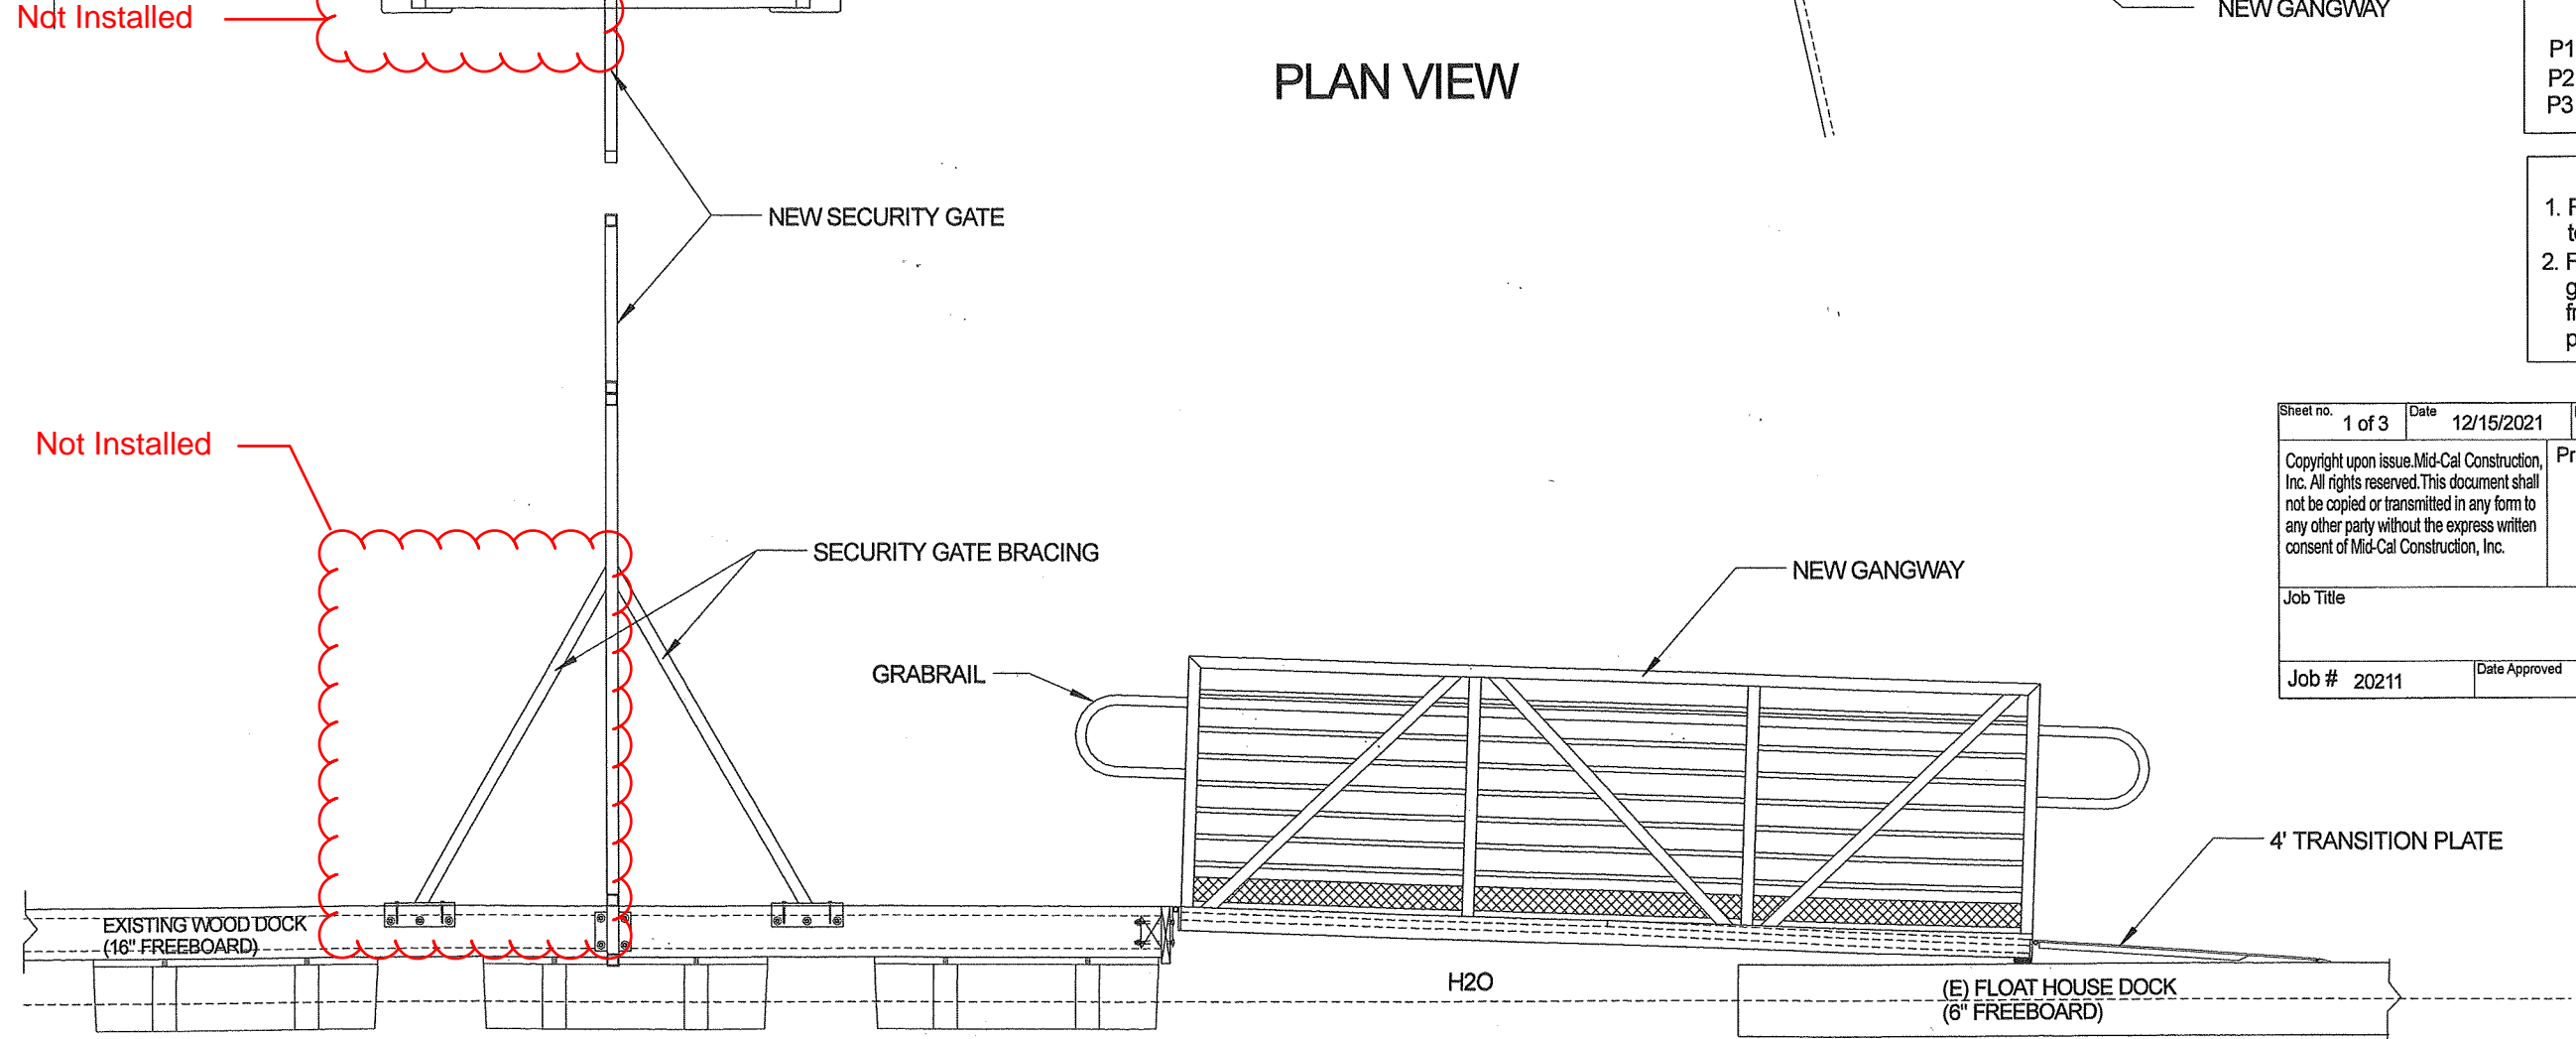 Not Installed
NEW GANGWAY
PLAN VIEW
P1
P2
P3
NEW SECURITY GATE
1. F
2. F
Not Installed
Sheet no. 1 of 3
Date 12/15/2021
Copyright upon issue.Mid-Cal Construction,
Inc. All rights reserved.This document shall
not be copied or transmitted in any form to
any other party without the express written
consent of Mid-Cal Construction, Inc.
Pr
SECURITY GATE BRACING
NEW GANGWAY
Job Title
GRABRAIL
Job # 20211
Date Approved
4' TRANSITION PLATE
EXISTING WOOD DOCK
(16" FREEBOARD)
H2O
(E) FLOAT HOUSE DOCK
(6" FREEBOARD)